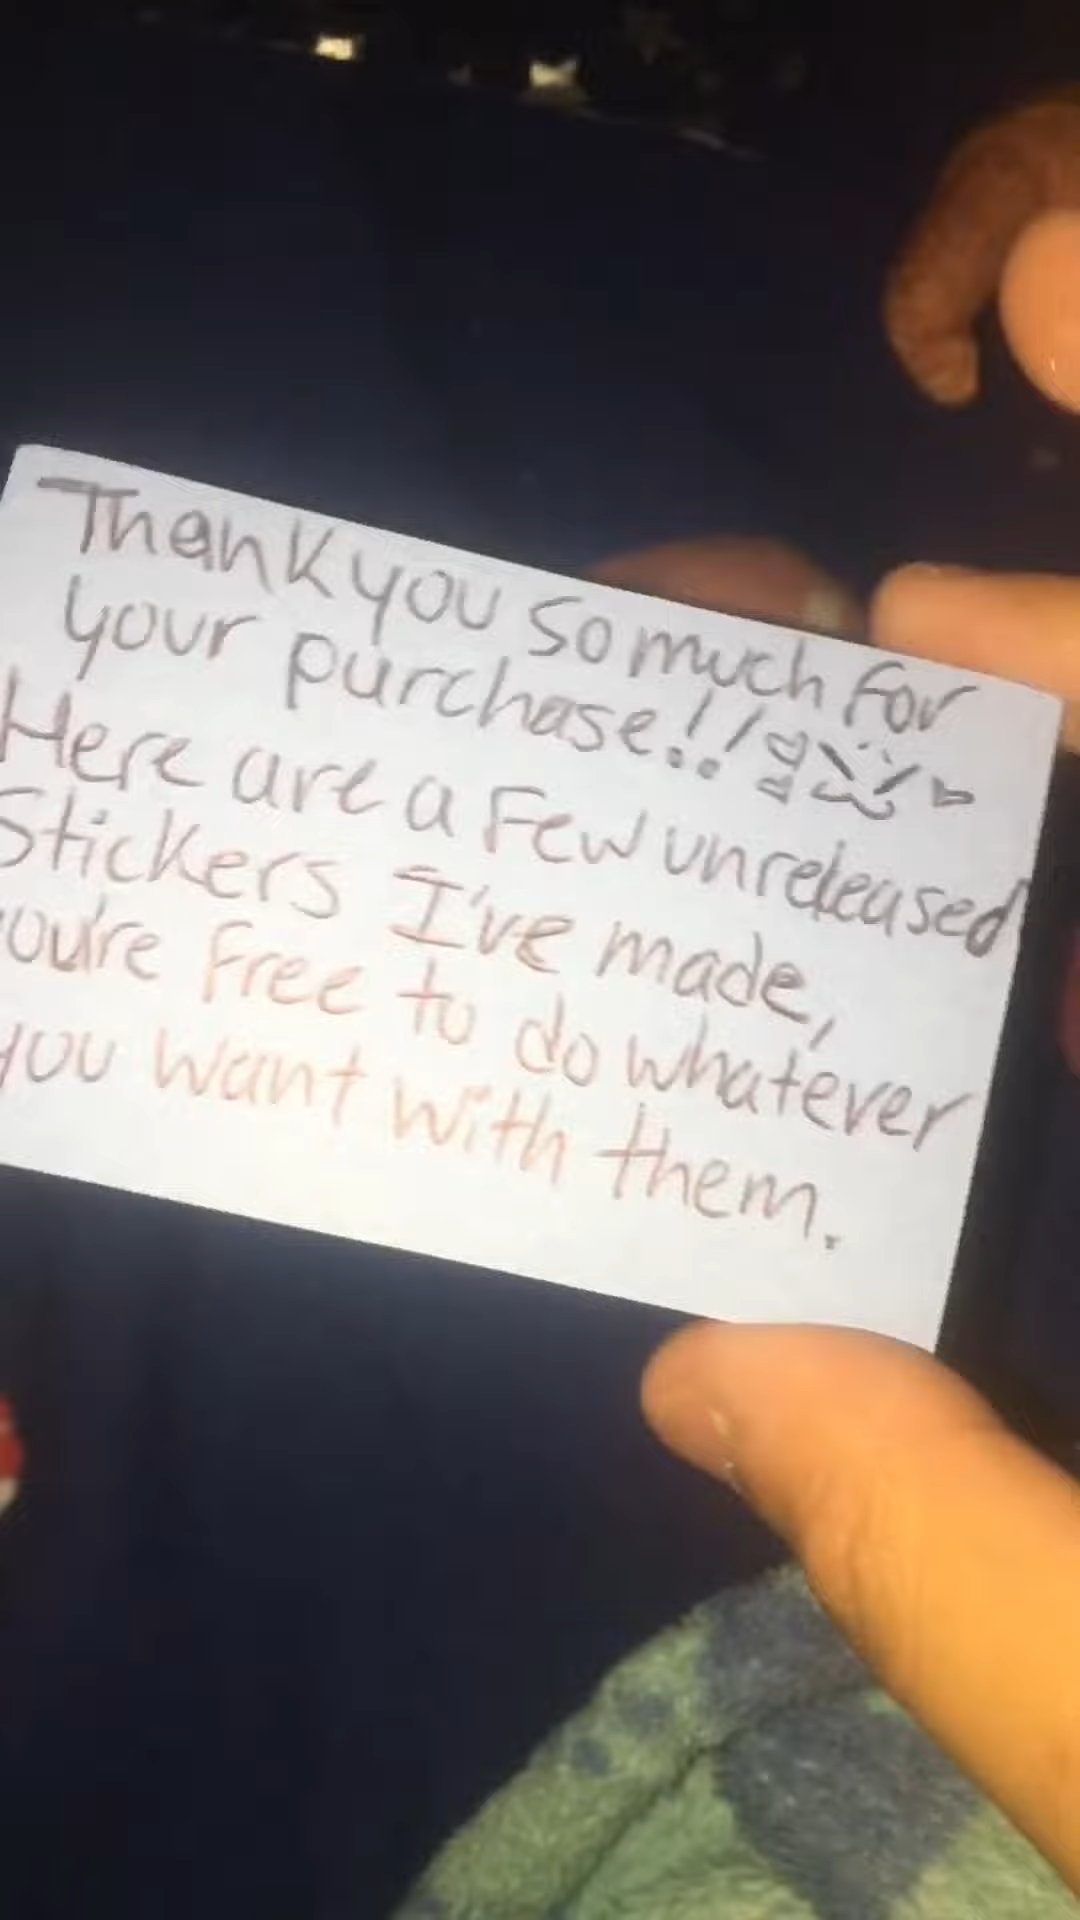 Thank you so much for
your purchase!!
Here are a few unreleased
Stickers I've made,
you're free to do whatever
you want with them.